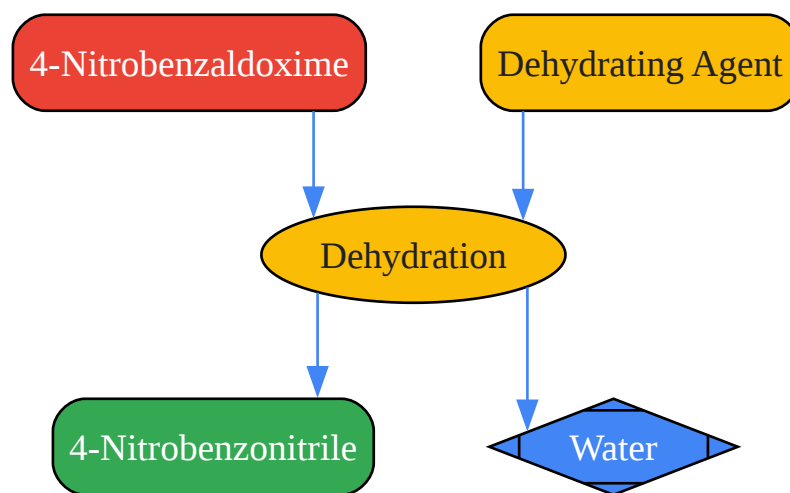 4-Nitrobenzaldoxime
Dehydrating Agent
Dehydration
4-Nitrobenzonitrile
Water